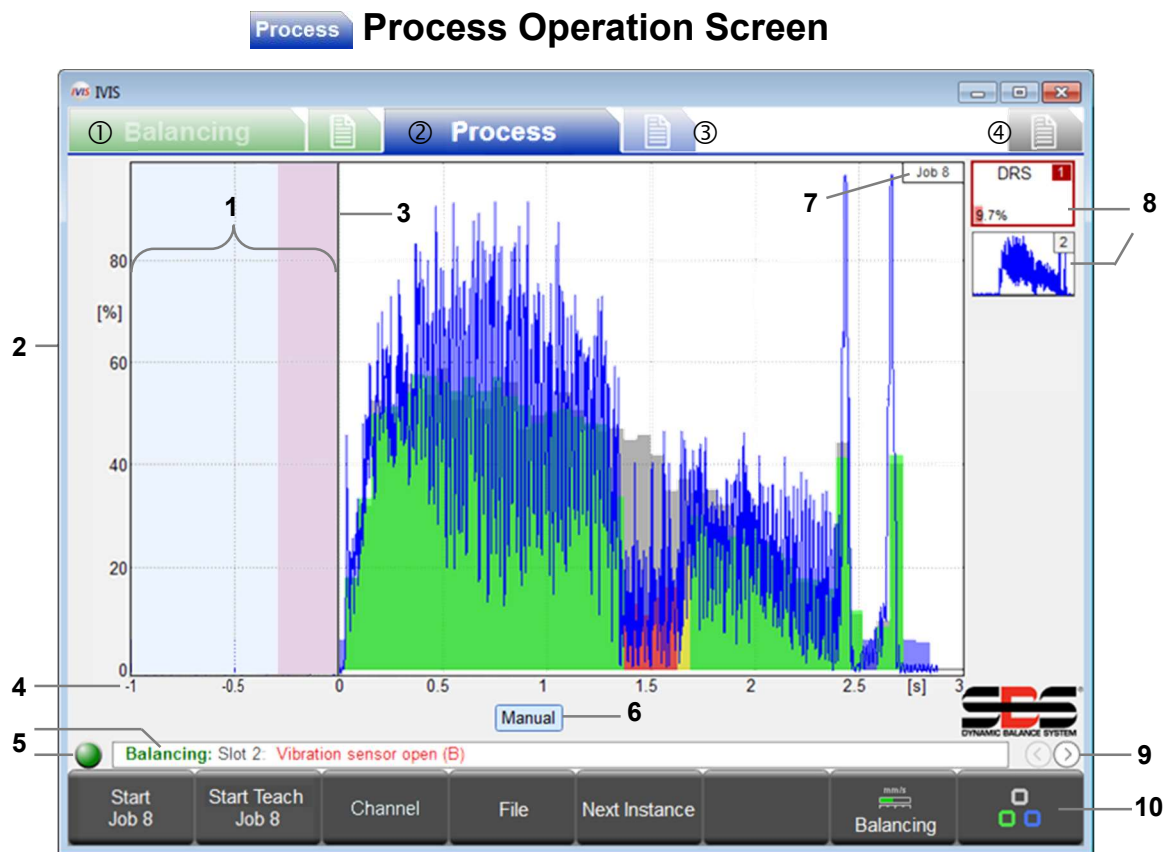 Process Process Operation Screen
IVIS IVIS
① Balancing ② Process ③ ④
1
3
7
Job 8
DRS 1
9.7%
8
2
80
[%]
2
60
40
20
0
4
-1 -0.5 0 0.5 1 1.5 2 2.5 [s] 3
Manual
6
SBS
DYNAMIC BALANCE SYSTEM
5
Balancing: Slot 2: Vibration sensor open (B)
9
Start
Job 8
Start Teach
Job 8
Channel
File
Next Instance
mm/s
Balancing
10